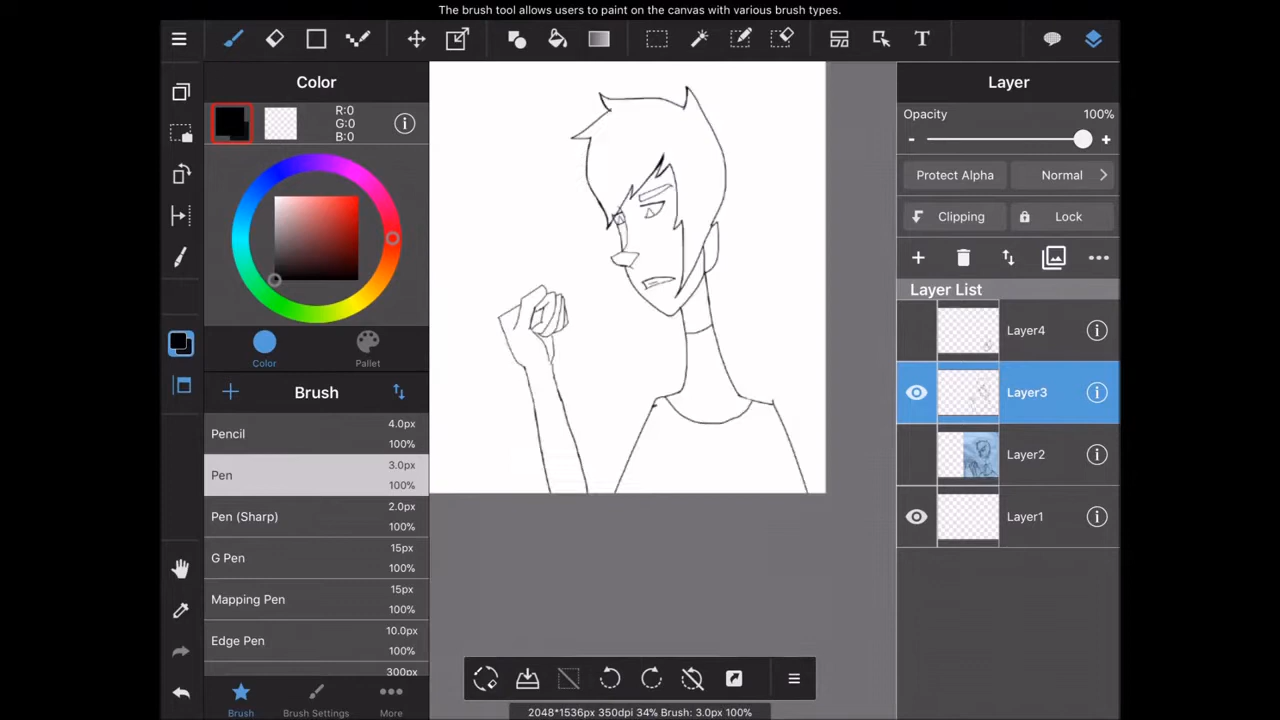 The brush tool allows users to paint on the canvas with various brush types.
T
Color
R:0
G:0
B:0
Color
Pallet
Brush
Pencil
4.0px
100%
Pen
3.0px
100%
Pen (Sharp)
2.0px
100%
G Pen
15px
100%
Mapping Pen
15px
100%
Edge Pen
10.0px
100%
300px
Brush
Brush Settings
More
2048*1536px 350dpi 34% Brush: 3.0px 100%
Layer
Opacity
100%
- +
Protect Alpha
Normal
Clipping
Lock
Layer List
Layer4
Layer3
Layer2
Layer1